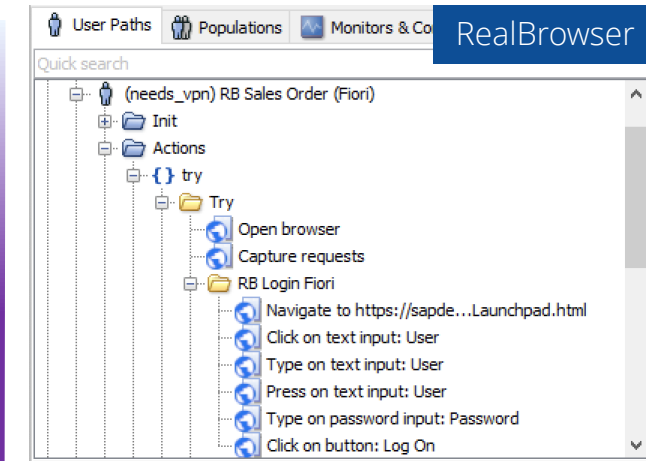 User Paths
Populations
Monitors & Co
RealBrowser
Quick search
(needs_vpn) RB Sales Order (Fiori)
Init
Actions
{} try
Try
Open browser
Capture requests
RB Login Fiori
Navigate to https://sapde...Launchpad.html
Click on text input: User
Type on text input: User
Press on text input: User
Type on password input: Password
Click on button: Log On